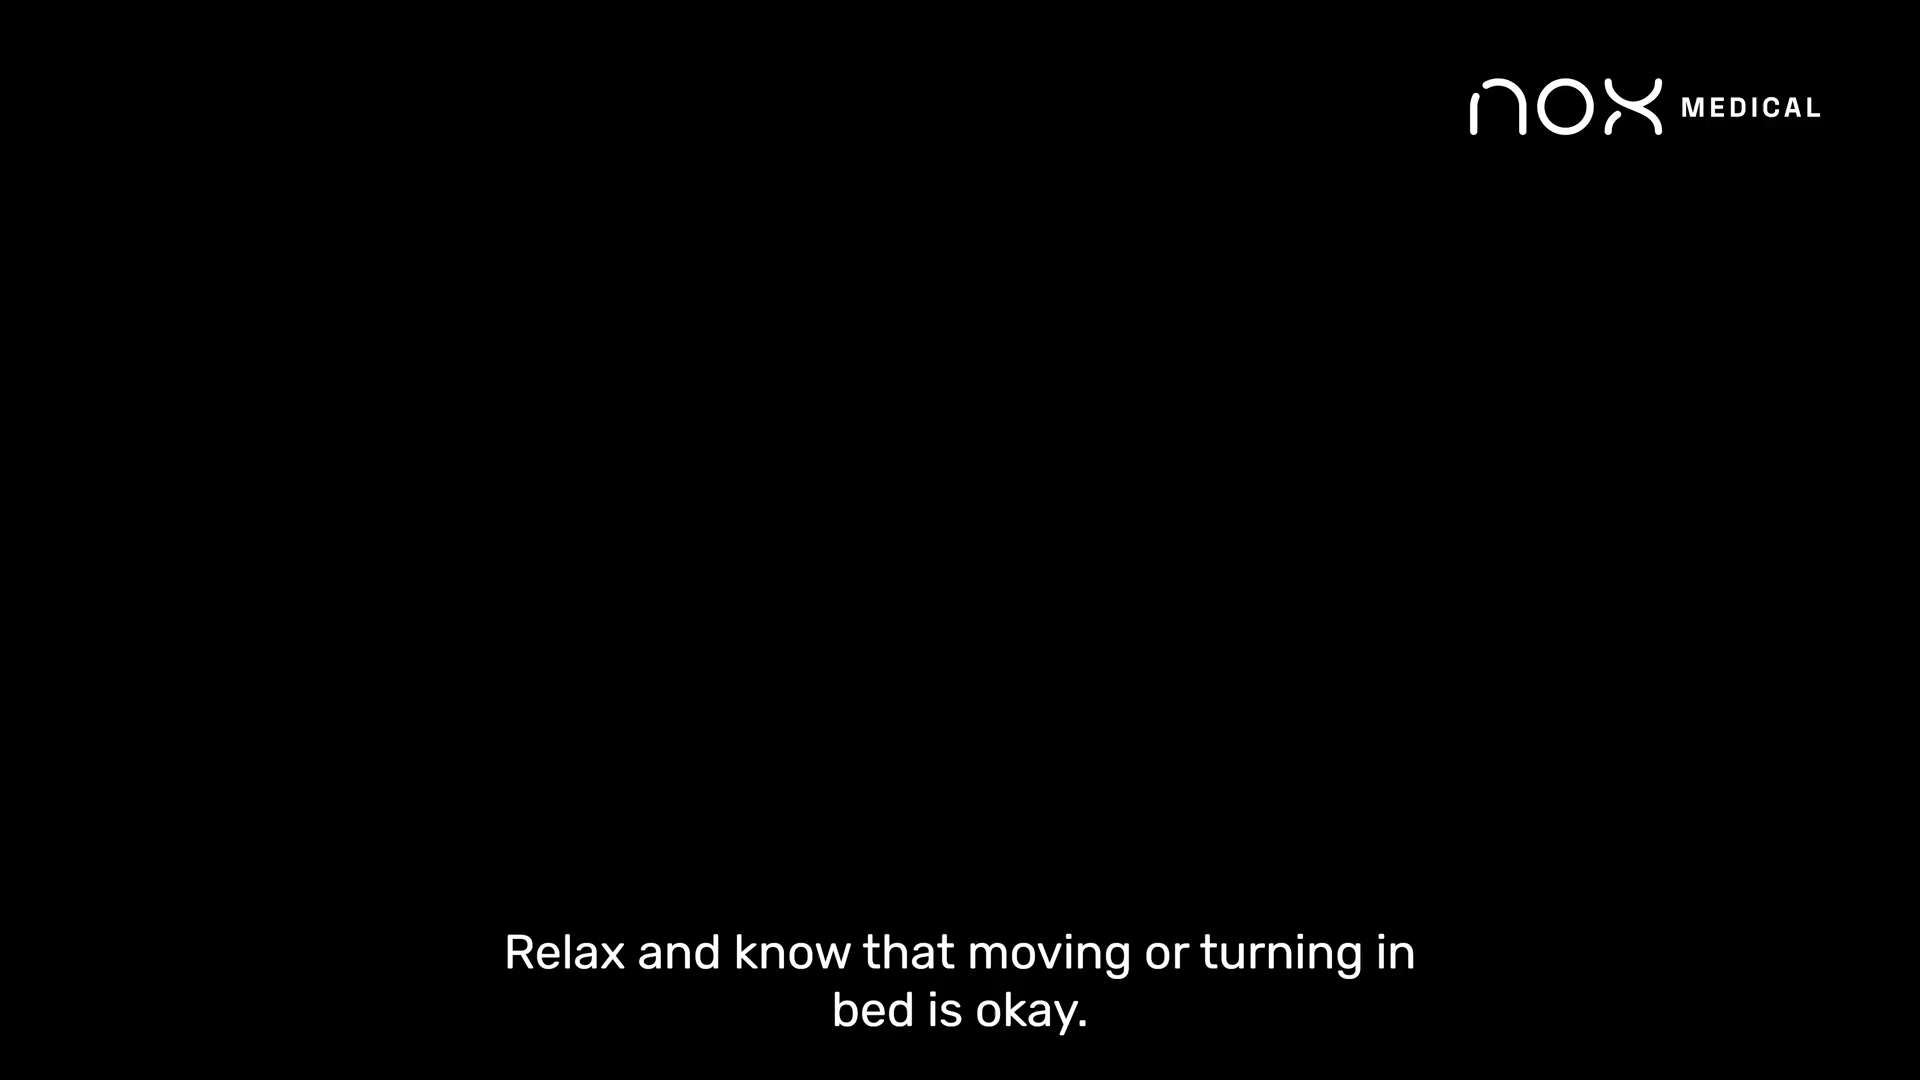 nox MEDICAL
Relax and know that moving or turning in
bed is okay.